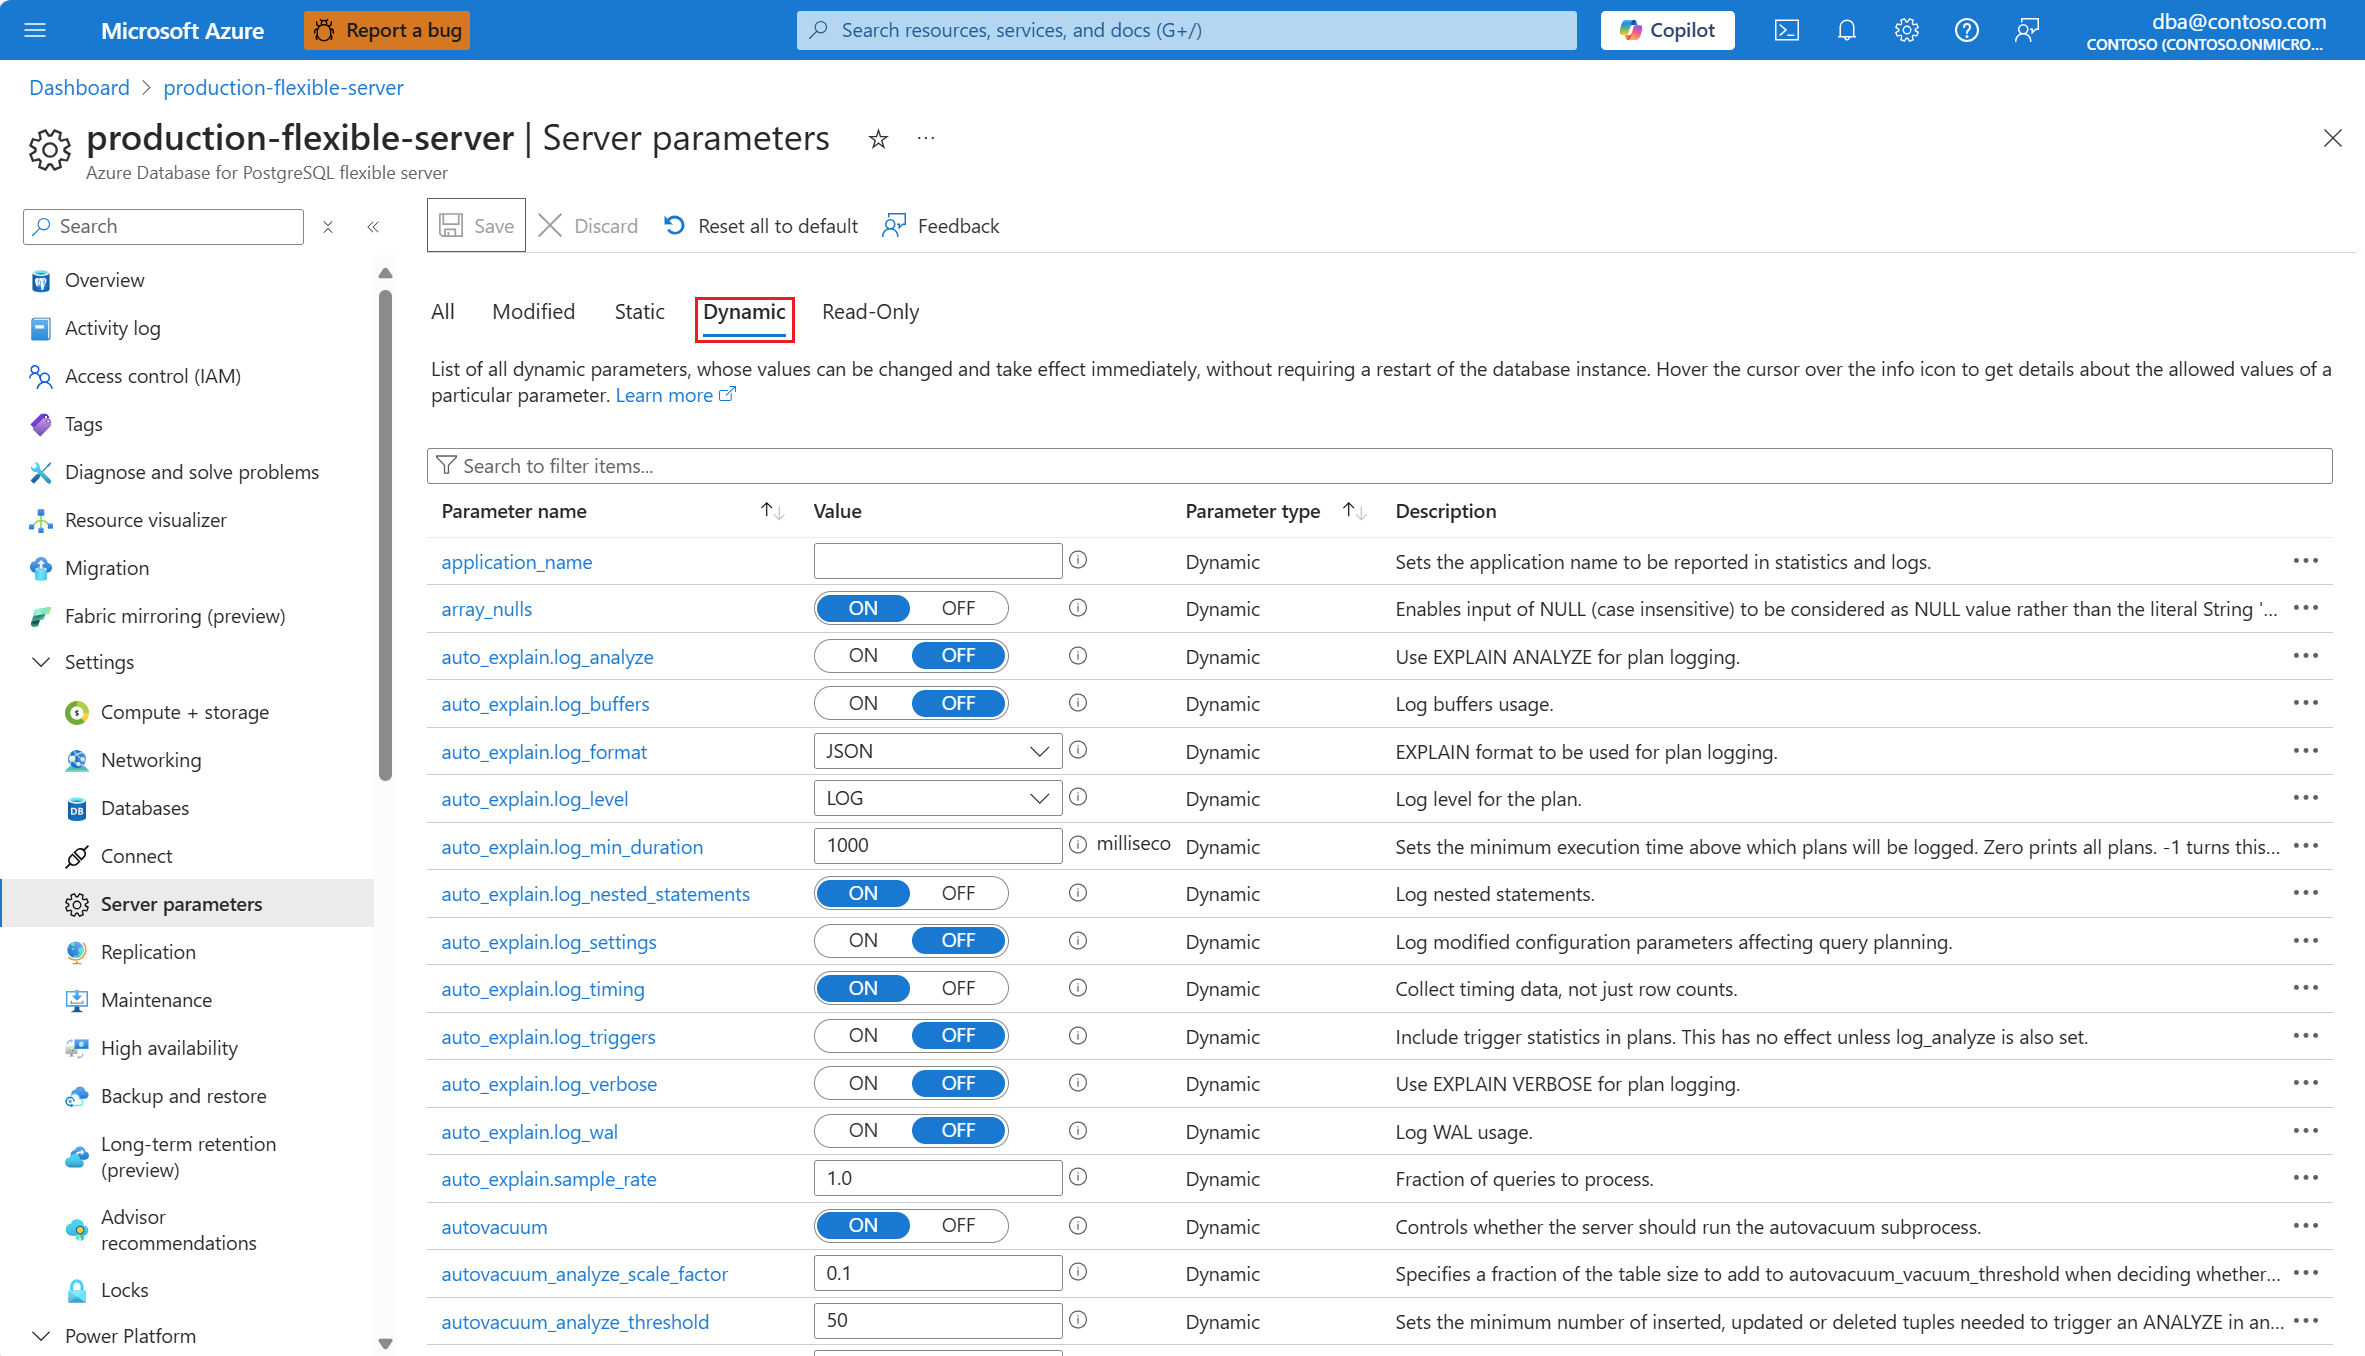 Microsoft Azure
Report a bug
Search resources, services, and docs (G+/)
Copilot
dba@contoso.com
CONTOSO (CONTOSO.ONMICRO...
Dashboard > production-flexible-server
production-flexible-server | Server parameters
Azure Database for PostgreSQL flexible server
Search
Overview
Activity log
Access control (IAM)
Tags
Diagnose and solve problems
Resource visualizer
Migration
Fabric mirroring (preview)
Settings
Compute + storage
Networking
Databases
Connect
Server parameters
Replication
Maintenance
High availability
Backup and restore
Long-term retention
(preview)
Advisor
recommendations
Locks
Power Platform
Save
Discard
Reset all to default
Feedback
All Modified Static Dynamic Read-Only
List of all dynamic parameters, whose values can be changed and take effect immediately, without requiring a restart of the database instance. Hover the cursor over the info icon to get details about the allowed values of a
particular parameter. Learn more
Search to filter items...
Parameter name Value Parameter type Description
application_name Dynamic Sets the application name to be reported in statistics and logs.
array_nulls ON OFF Dynamic Enables input of NULL (case insensitive) to be considered as NULL value rather than the literal String '...
auto_explain.log_analyze ON OFF Dynamic Use EXPLAIN ANALYZE for plan logging.
auto_explain.log_buffers ON OFF Dynamic Log buffers usage.
auto_explain.log_format JSON Dynamic EXPLAIN format to be used for plan logging.
auto_explain.log_level LOG Dynamic Log level for the plan.
auto_explain.log_min_duration 1000 milliseco Dynamic Sets the minimum execution time above which plans will be logged. Zero prints all plans. -1 turns this...
auto_explain.log_nested_statements ON OFF Dynamic Log nested statements.
auto_explain.log_settings ON OFF Dynamic Log modified configuration parameters affecting query planning.
auto_explain.log_timing ON OFF Dynamic Collect timing data, not just row counts.
auto_explain.log_triggers ON OFF Dynamic Include trigger statistics in plans. This has no effect unless log_analyze is also set.
auto_explain.log_verbose ON OFF Dynamic Use EXPLAIN VERBOSE for plan logging.
auto_explain.log_wal ON OFF Dynamic Log WAL usage.
auto_explain.sample_rate 1.0 Dynamic Fraction of queries to process.
autovacuum ON OFF Dynamic Controls whether the server should run the autovacuum subprocess.
autovacuum_analyze_scale_factor 0.1 Dynamic Specifies a fraction of the table size to add to autovacuum_vacuum_threshold when deciding whether...
autovacuum_analyze_threshold 50 Dynamic Sets the minimum number of inserted, updated or deleted tuples needed to trigger an ANALYZE in an...